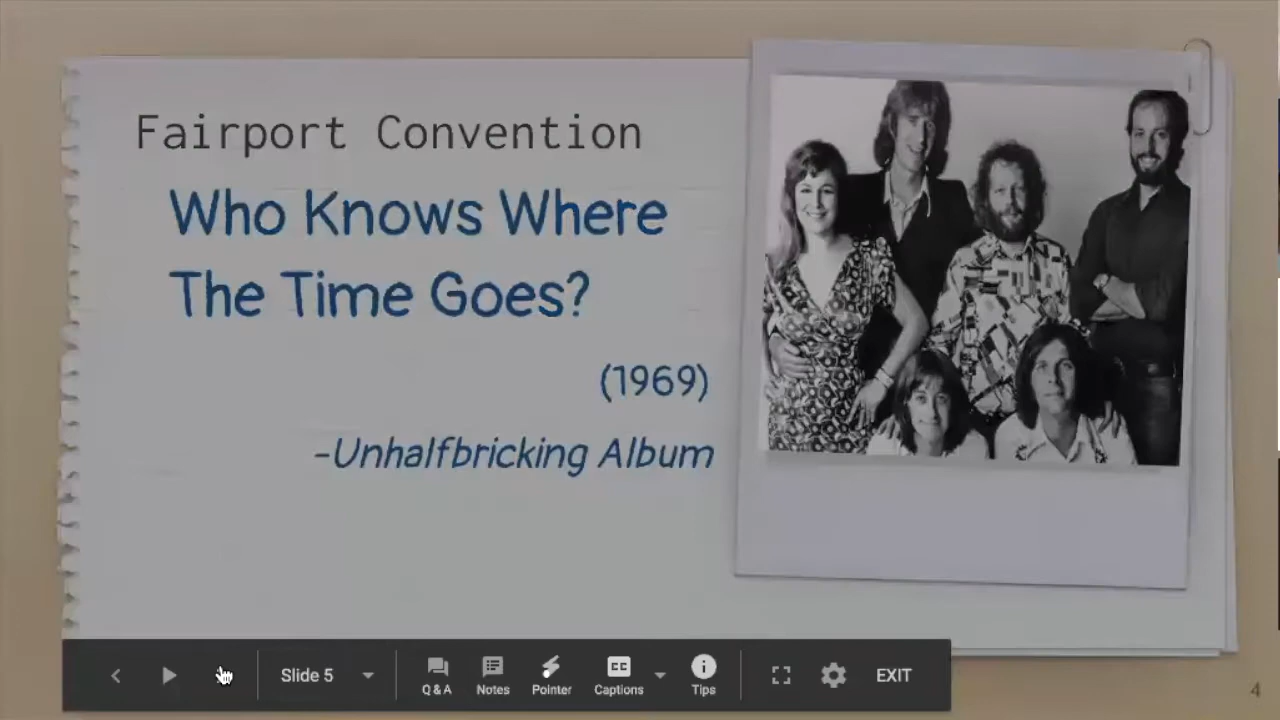 Fairport Convention
Who Knows Where
The Time Goes?
(1969)
-Unhalfbricking Album
Slide 5
Q & A
Notes
Pointer
CC
Captions
Tips
EXIT
4